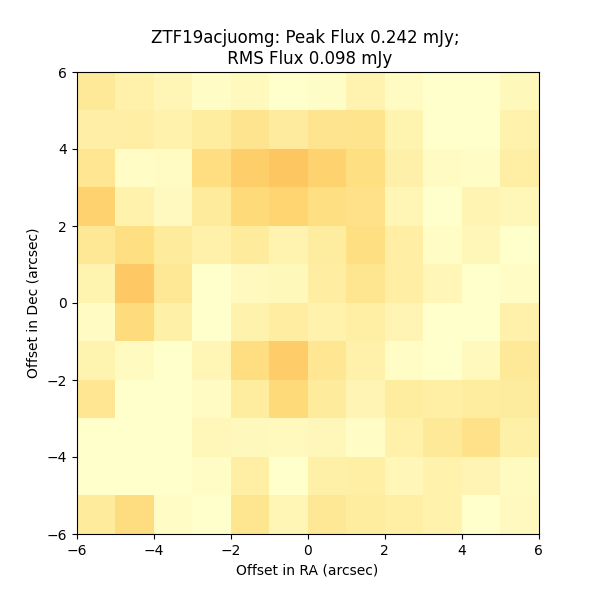 ZTF19acjuomg: Peak Flux 0.242 mJy;
RMS Flux 0.098 mJy
6
4
2
0
−2
−4
−6
Offset in Dec (arcsec)
−6 −4 −2 0 2 4 6
Offset in RA (arcsec)